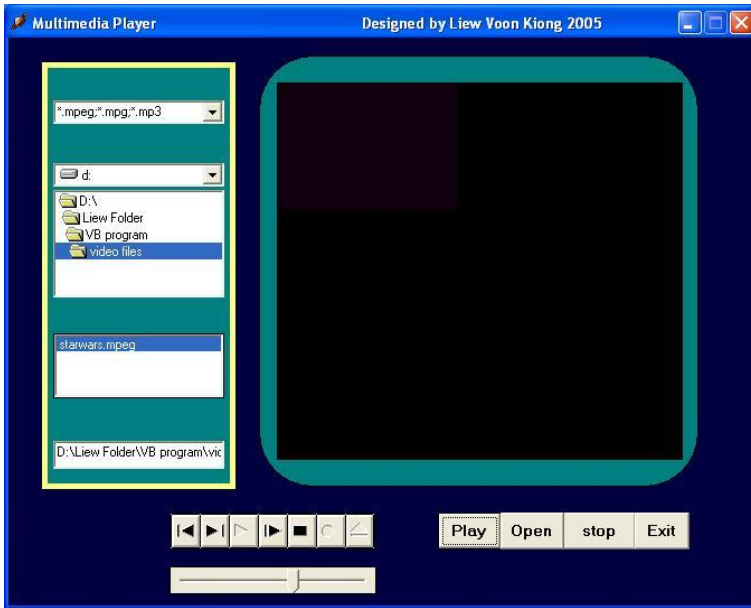 Multimedia Player Designed by Liew Voon Kiong 2005
*.mpeg;*.mpg;*.mp3
d:
D:\
Liew Folder
VB program
video files
starwars.mpeg
D:\Liew Folder\VB program\vic
Play Open stop Exit